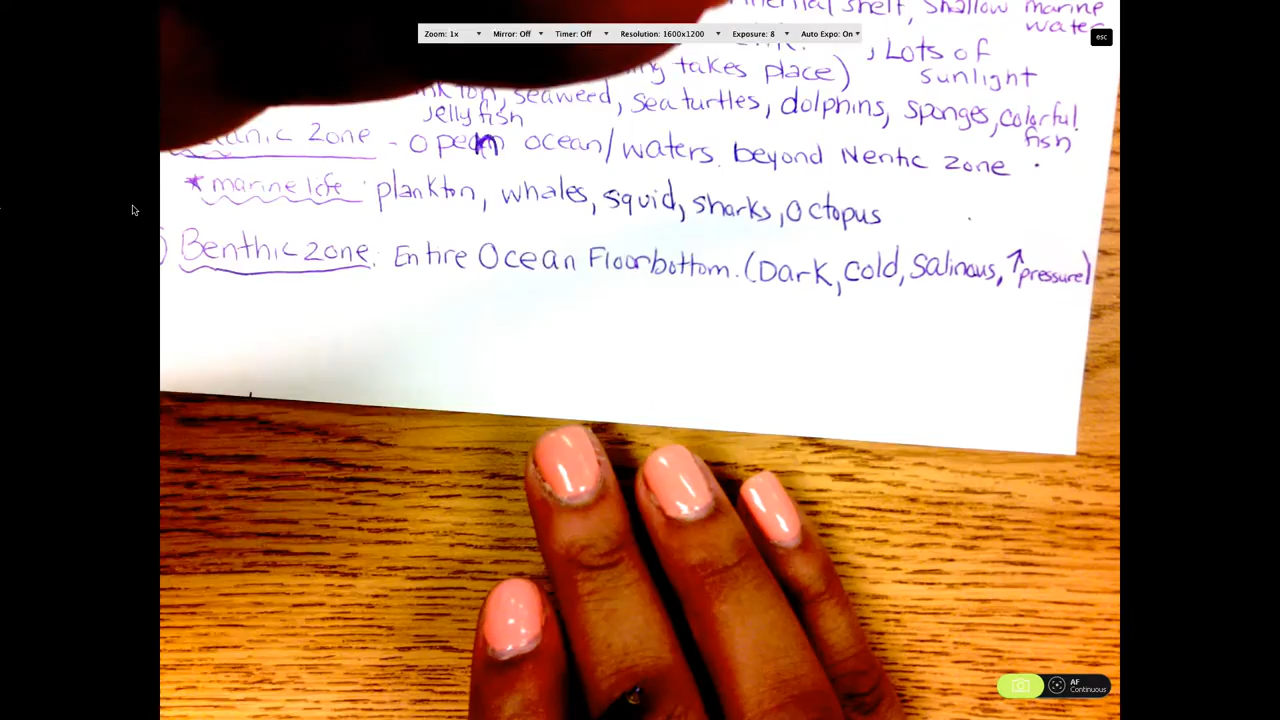 Zoom: 1x Mirror: Off Timer: Off Resolution: 1600x1200 Exposure: 8 Auto Expo: On
esc
shelf, shallow marine
water
, Lots of
takes place) sunlight
seaweed, sea turtles, dolphins, sponges, colorful
Jelly fish fish
Zone - Open ocean/waters beyond Neritic Zone
* marine life: plankton, whales, squid, sharks, Octopus
) Benthic Zone: Entire Ocean Floor bottom. (Dark, cold, Salinous, ↑ pressure)
AF
Continuous